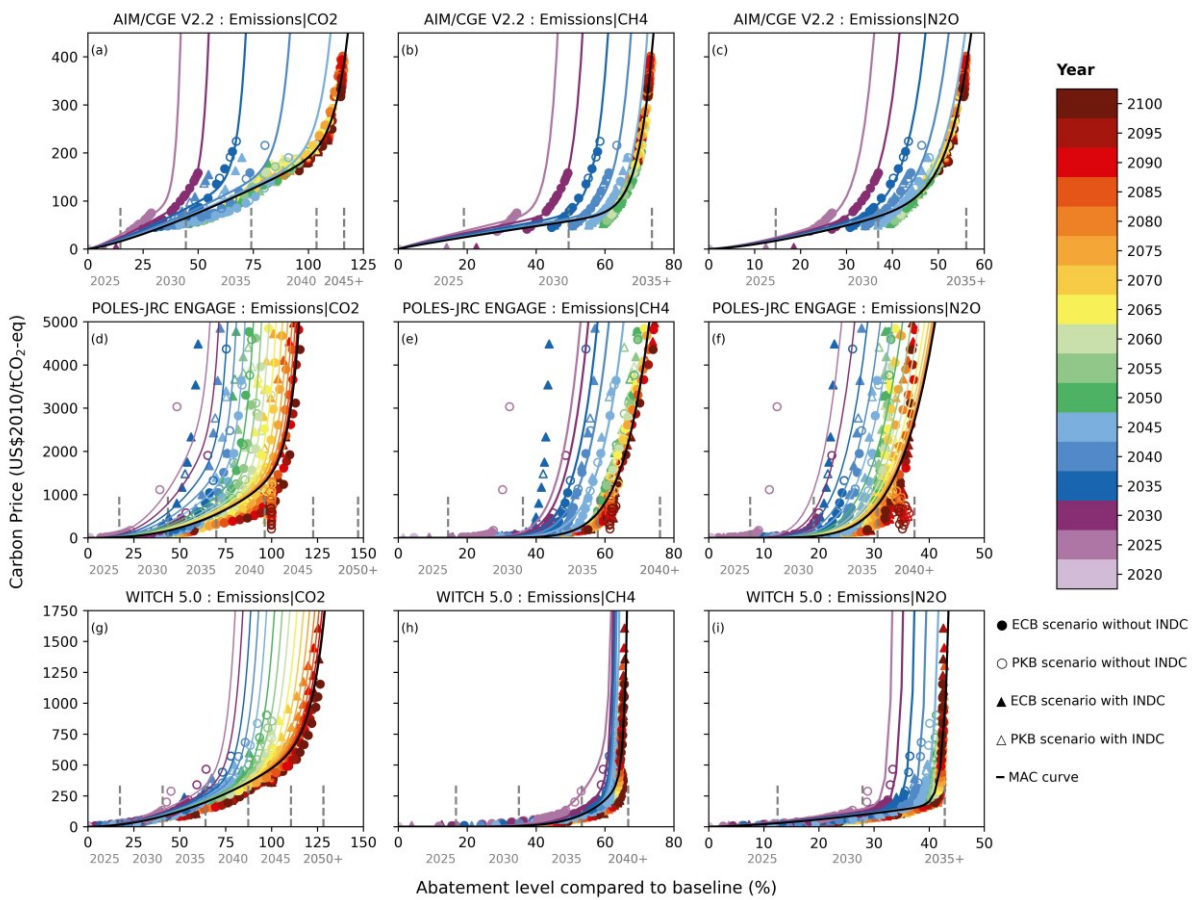 AIM/CGE V2.2 : Emissions|CO2
AIM/CGE V2.2 : Emissions|CH4
AIM/CGE V2.2 : Emissions|N2O
(a)
(b)
(c)
400
300
200
100
0
0 25 50 75 100 125
0 20 40 60 80
0 10 20 30 40 50 60
2025 2030 2035 2040 2045+
2025 2030 2035+
2025 2030 2035+
POLES-JRC ENGAGE : Emissions|CO2
POLES-JRC ENGAGE : Emissions|CH4
POLES-JRC ENGAGE : Emissions|N2O
(d)
(e)
(f)
5000
4000
3000
2000
1000
0
0 25 50 75 100 125 150
0 20 40 60 80
0 10 20 30 40 50
2025 2030 2035 2040 2045 2050+
2025 2030 2035 2040+
2025 2030 2035 2040+
WITCH 5.0 : Emissions|CO2
WITCH 5.0 : Emissions|CH4
WITCH 5.0 : Emissions|N2O
(g)
(h)
(i)
1750
1500
1250
1000
750
500
250
0
0 25 50 75 100 125 150
0 20 40 60 80
0 10 20 30 40 50
2025 2030 2035 2040 2045 2050+
2025 2030 2035 2040+
2025 2030 2035+
Carbon Price (US$2010/tCO₂-eq)
Abatement level compared to baseline (%)
Year
2100
2095
2090
2085
2080
2075
2070
2065
2060
2055
2050
2045
2040
2035
2030
2025
2020
ECB scenario without INDC
PKB scenario without INDC
ECB scenario with INDC
PKB scenario with INDC
MAC curve